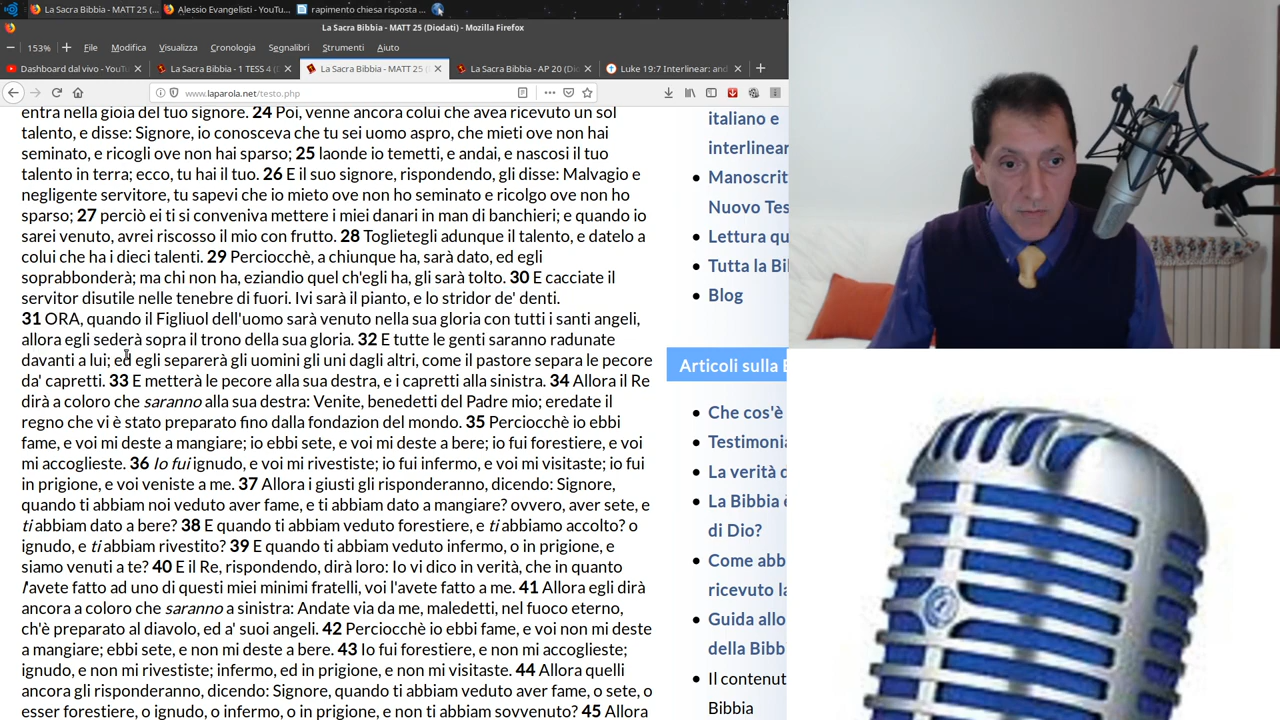 La Sacra Bibbia - MATT 25 (...
Alessio Evangelisti - YouTu...
rapimento chiesa risposta ...
La Sacra Bibbia - MATT 25 (Diodati) - Mozilla Firefox
153%
File Modifica Visualizza Cronologia Segnalibri Strumenti Aiuto
Dashboard dal vivo - YouTu
La Sacra Bibbia - 1 TESS 4 (
La Sacra Bibbia - MATT 25 (
La Sacra Bibbia - AP 20 (Di
Luke 19:7 Interlinear: and
www.laparola.net/testo.php
entra nella gioia del tuo signore. 24 Poi, venne ancora colui che avea ricevuto un sol
talento, e disse: Signore, io conosceva che tu sei uomo aspro, che mieti ove non hai
seminato, e ricogli ove non hai sparso; 25 laonde io temetti, e andai, e nascosi il tuo
talento in terra; ecco, tu hai il tuo. 26 E il suo signore, rispondendo, gli disse: Malvagio e
negligente servitore, tu sapevi che io mieto ove non ho seminato e ricolgo ove non ho
sparso; 27 perciò ei ti si conveniva mettere i miei danari in man di banchieri; e quando io
sarei venuto, avrei riscosso il mio con frutto. 28 Toglietegli adunque il talento, e datelo a
colui che ha i dieci talenti. 29 Perciocchè, a chiunque ha, sarà dato, ed egli
soprabbonderà; ma chi non ha, eziandio quel ch'egli ha, gli sarà tolto. 30 E cacciate il
servitor disutile nelle tenebre di fuori. Ivi sarà il pianto, e lo stridor de' denti.
31 ORA, quando il Figliuol dell'uomo sarà venuto nella sua gloria con tutti i santi angeli,
allora egli sederà sopra il trono della sua gloria. 32 E tutte le genti saranno radunate
davanti a lui; ed egli separerà gli uomini gli uni dagli altri, come il pastore separa le pecore
da' capretti. 33 E metterà le pecore alla sua destra, e i capretti alla sinistra. 34 Allora il Re
dirà a coloro che saranno alla sua destra: Venite, benedetti del Padre mio; eredate il
regno che vi è stato preparato fino dalla fondazion del mondo. 35 Perciocchè io ebbi
fame, e voi mi deste a mangiare; io ebbi sete, e voi mi deste a bere; io fui forestiere, e voi
mi accoglieste. 36 Io fui ignudo, e voi mi rivestiste; io fui infermo, e voi mi visitaste; io fui
in prigione, e voi veniste a me. 37 Allora i giusti gli risponderanno, dicendo: Signore,
quando ti abbiam noi veduto aver fame, e ti abbiam dato a mangiare? ovvero, aver sete, e
ti abbiam dato a bere? 38 E quando ti abbiam veduto forestiere, e ti abbiamo accolto? o
ignudo, e ti abbiam rivestito? 39 E quando ti abbiam veduto infermo, o in prigione, e
siamo venuti a te? 40 E il Re, rispondendo, dirà loro: Io vi dico in verità, che in quanto
l'avete fatto ad uno di questi miei minimi fratelli, voi l'avete fatto a me. 41 Allora egli dirà
ancora a coloro che saranno a sinistra: Andate via da me, maledetti, nel fuoco eterno,
ch'è preparato al diavolo, ed a' suoi angeli. 42 Perciocchè io ebbi fame, e voi non mi deste
a mangiare; ebbi sete, e non mi deste a bere. 43 Io fui forestiere, e non mi accoglieste;
ignudo, e non mi rivestiste; infermo, ed in prigione, e non mi visitaste. 44 Allora quelli
ancora gli risponderanno, dicendo: Signore, quando ti abbiam veduto aver fame, o sete, o
esser forestiere, o ignudo, o infermo, o in prigione, e non ti abbiam sovvenuto? 45 Allora
italiano e
interlinear
Manoscrit
Nuovo Tes
Lettura qu
Tutta la Bi
Blog
Articoli sulla B
Che cos'è
Testimonia
La verità d
La Bibbia è
di Dio?
Come abb
ricevuto la
Guida allo
della Bibb
Il contenut
Bibbia